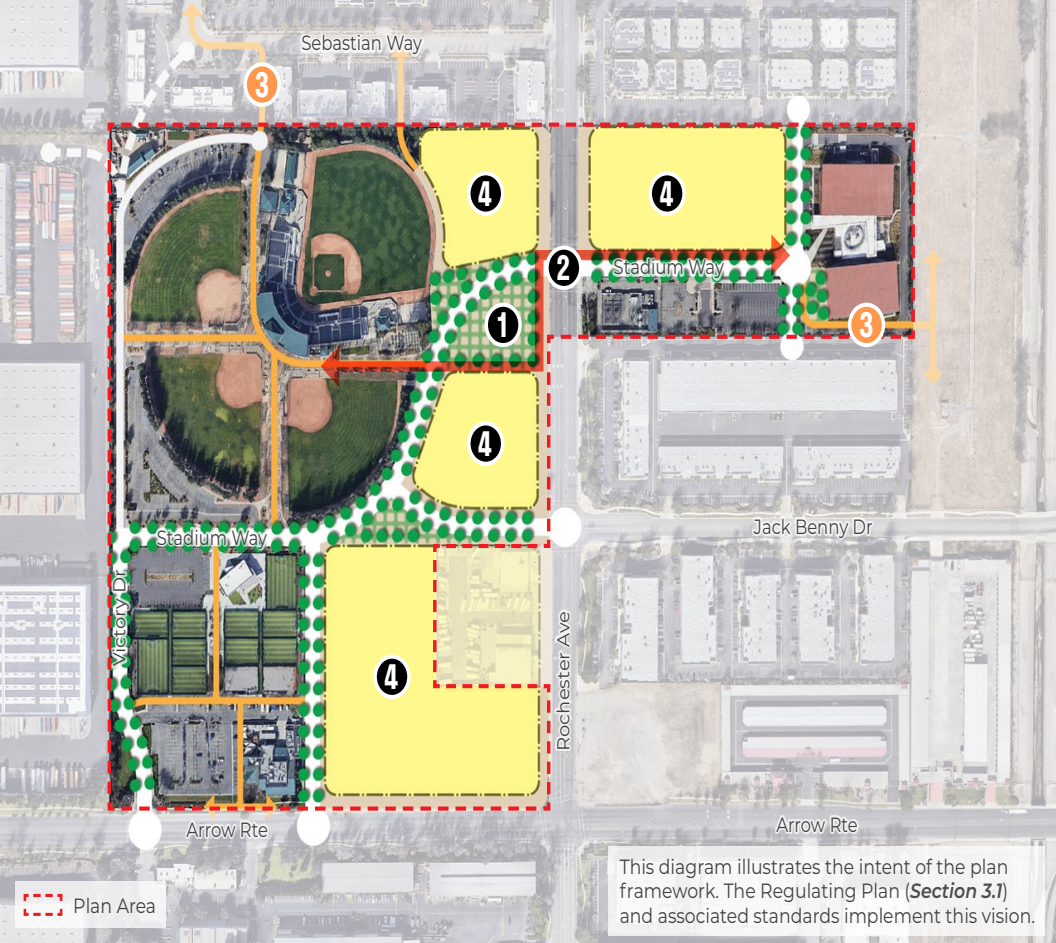 Sebastian Way
3
4
4
2
Stadium Way
1
3
4
Jack Benny Dr
Stadium Way
Victory Dr
Rochester Ave
4
Arrow Rte
Arrow Rte
Plan Area
This diagram illustrates the intent of the plan
framework. The Regulating Plan (Section 3.1)
and associated standards implement this vision.